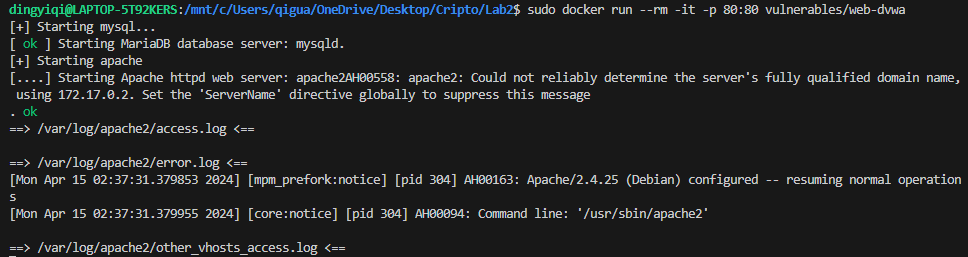 dingyiqi@LAPTOP-5T92KERS:/mnt/c/Users/qigua/OneDrive/Desktop/Cripto/Lab2$ sudo docker run --rm -it -p 80:80 vulnerables/web-dvwa
[+] Starting mysql...
[ ok ] Starting MariaDB database server: mysqld.
[+] Starting apache
[....] Starting Apache httpd web server: apache2AH00558: apache2: Could not reliably determine the server's fully qualified domain name,
 using 172.17.0.2. Set the 'ServerName' directive globally to suppress this message
. ok
==> /var/log/apache2/access.log <==
==> /var/log/apache2/error.log <==
[Mon Apr 15 02:37:31.379853 2024] [mpm_prefork:notice] [pid 304] AH00163: Apache/2.4.25 (Debian) configured -- resuming normal operation
s
[Mon Apr 15 02:37:31.379955 2024] [core:notice] [pid 304] AH00094: Command line: '/usr/sbin/apache2'
==> /var/log/apache2/other_vhosts_access.log <==